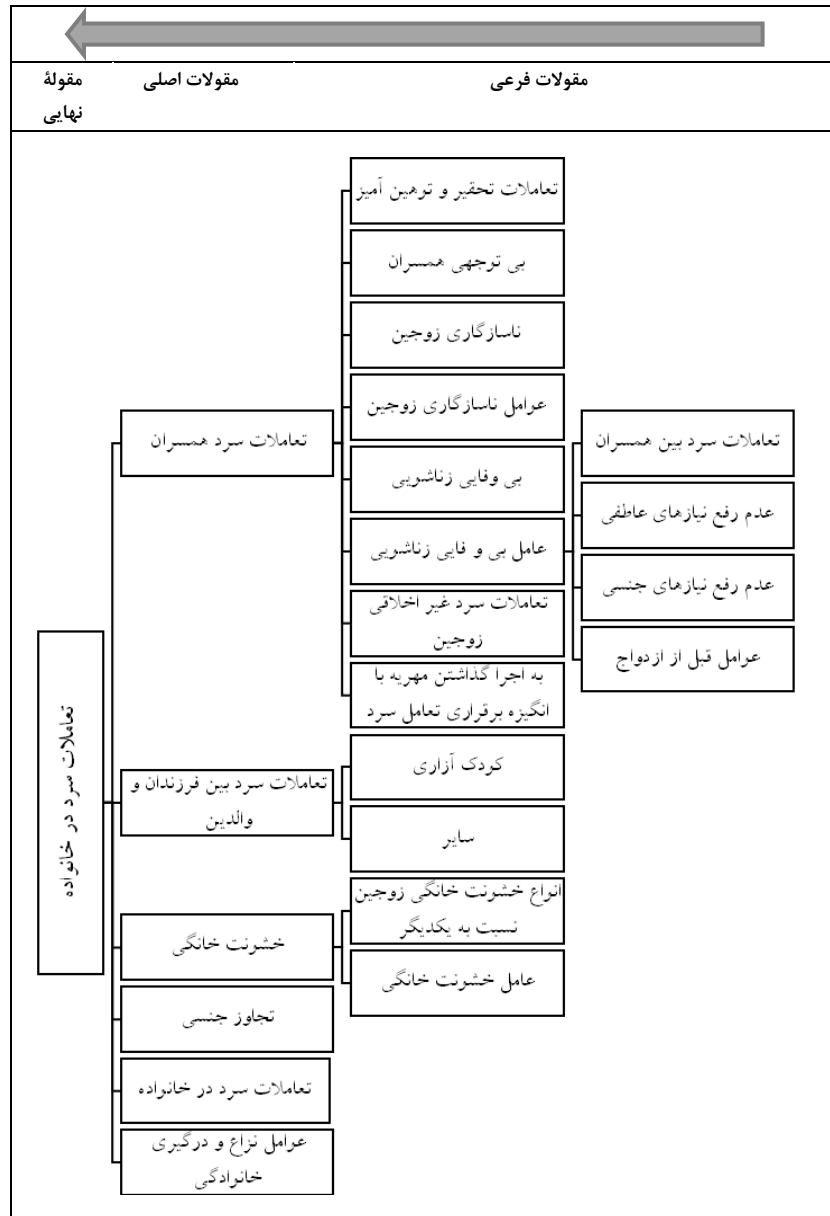 مقولات فرعی
مقولات اصلی
مقولهٔ
نهایی
تعاملات سرد بین همسران
عدم رفع نیازهای عاطفی
عدم رفع نیازهای جنسی
عوامل قبل از ازدواج
تعاملات تحقیر و توهین آمیز
بی توجهی همسران
ناسازگاری زوجین
عوامل ناسازگاری زوجین
بی وفایی زناشویی
عامل بی و فایی زناشویی
تعاملات سرد غیر اخلاقی
زوجین
به اجرا گذاشتن مهریه با
انگیزه برقراری تعامل سرد
کودک آزاری
سایر
انواع خشونت خانگی زوجین
نسبت به یکدیگر
عامل خشونت خانگی
تعاملات سرد همسران
تعاملات سرد بین فرزندان و
والدین
خشونت خانگی
تجاوز جنسی
تعاملات سرد در خانواده
عوامل نزاع و درگیری
خانوادگی
تعاملات سرد در خانواده